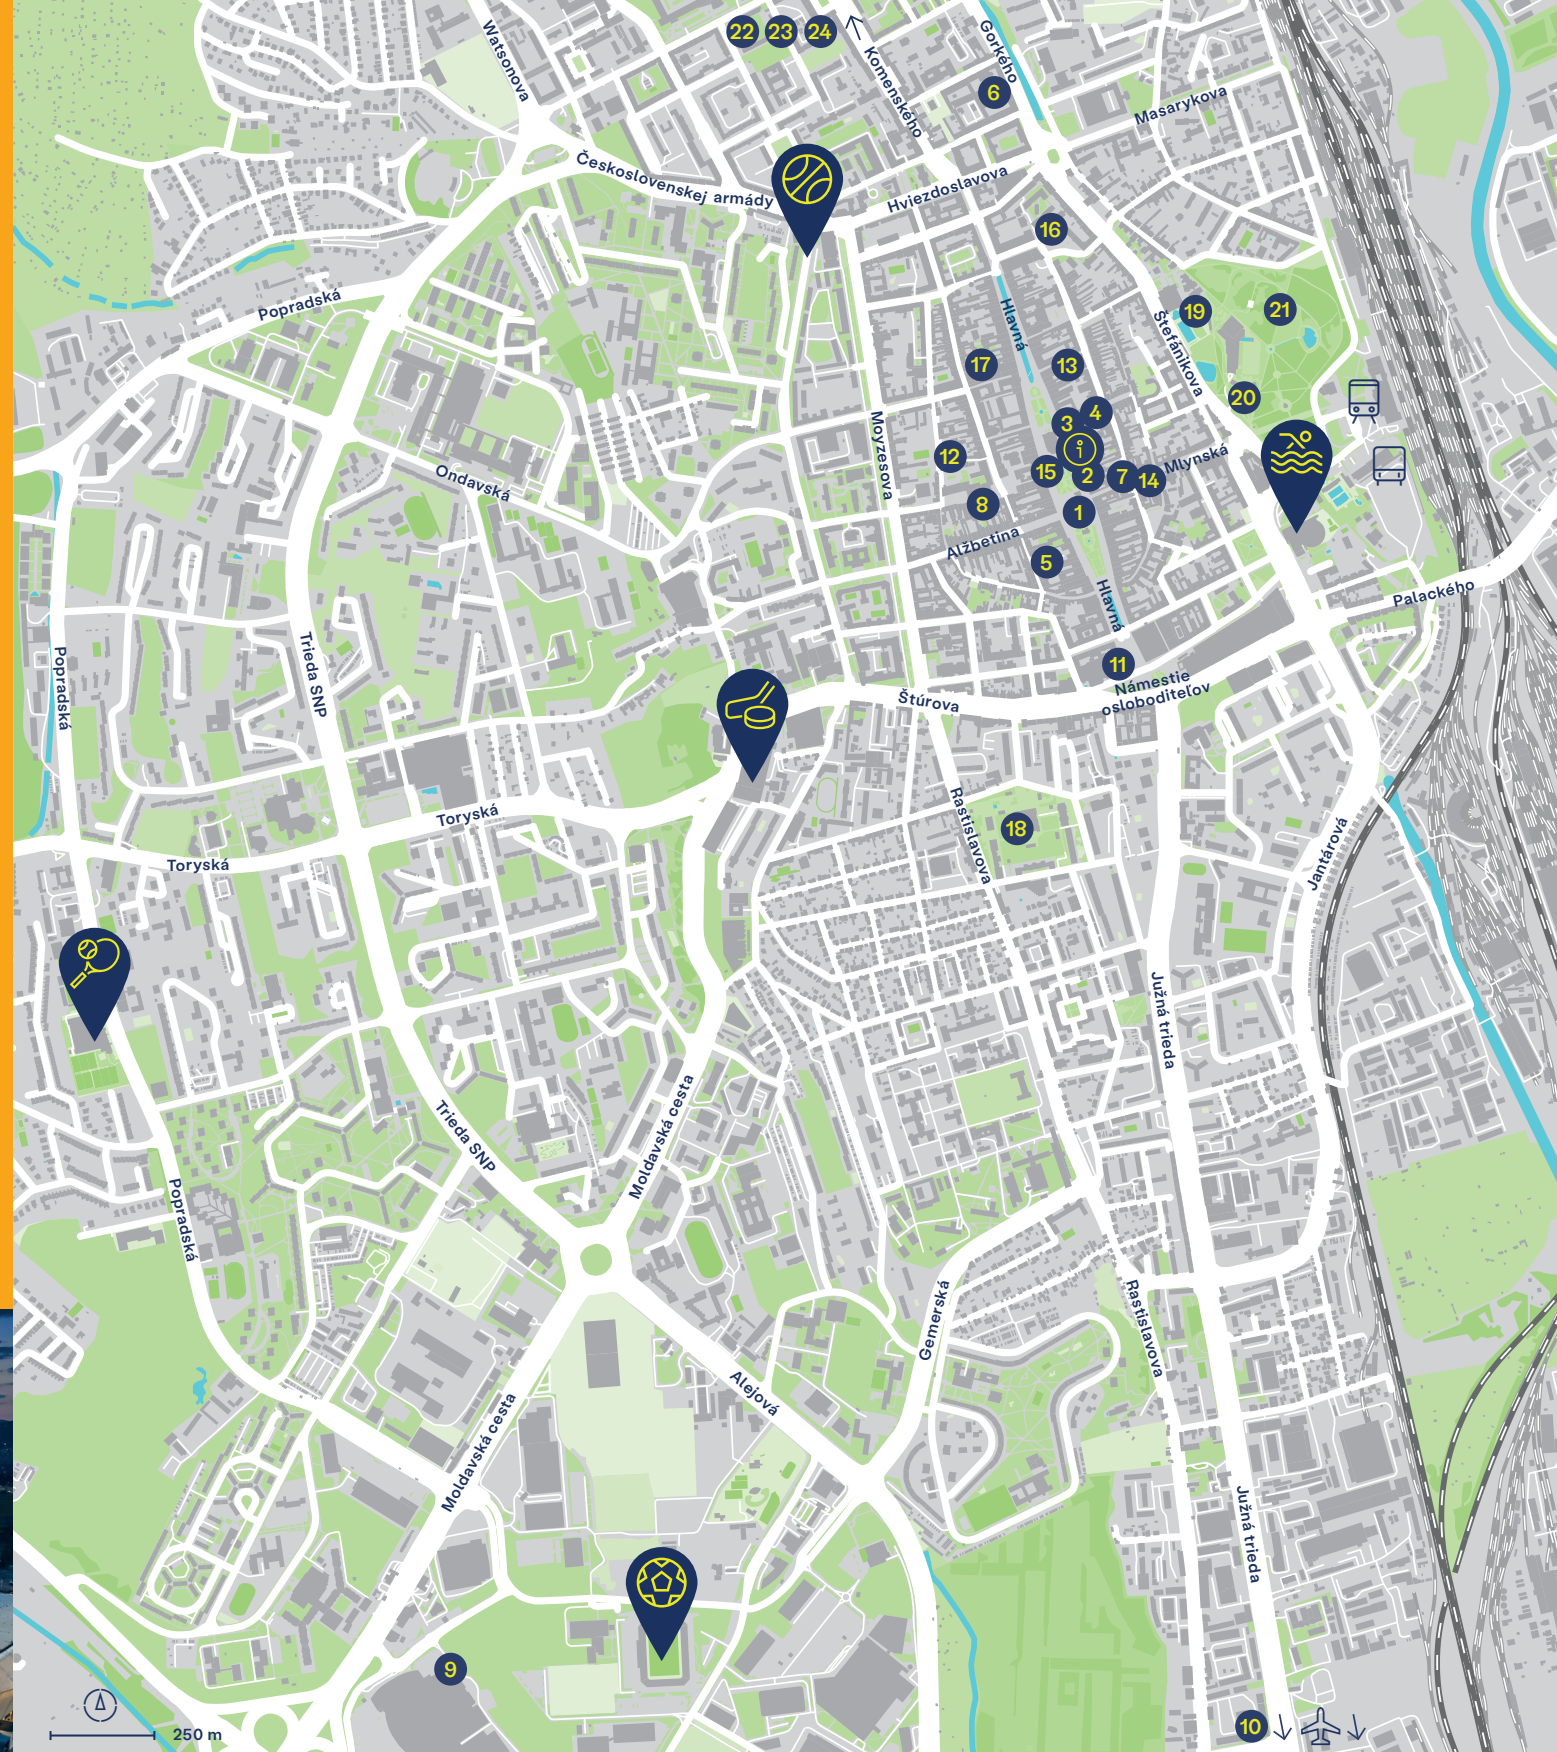 22
23
24
Watsonova
Komenského
Gorkého
6
Masarykova
Československej armády
Hviezdoslavova
16
Popradská
Hlavná
19
21
Štefánikova
17
13
20
4
3
Moyzesova
12
i
15
2
7
14
Mlynská
Ondavská
8
1
Alžbetina
5
Hlavná
Palackého
Popradská
Trieda SNP
11
Námestie
osloboditeľov
Štúrova
Rastislavova
18
Toryská
Toryská
Jantárová
Južná trieda
Trieda SNP
Moldavská cesta
Popradská
Gemerská
Rastislavova
Alejová
Moldavská cesta
Južná trieda
9
10
250 m